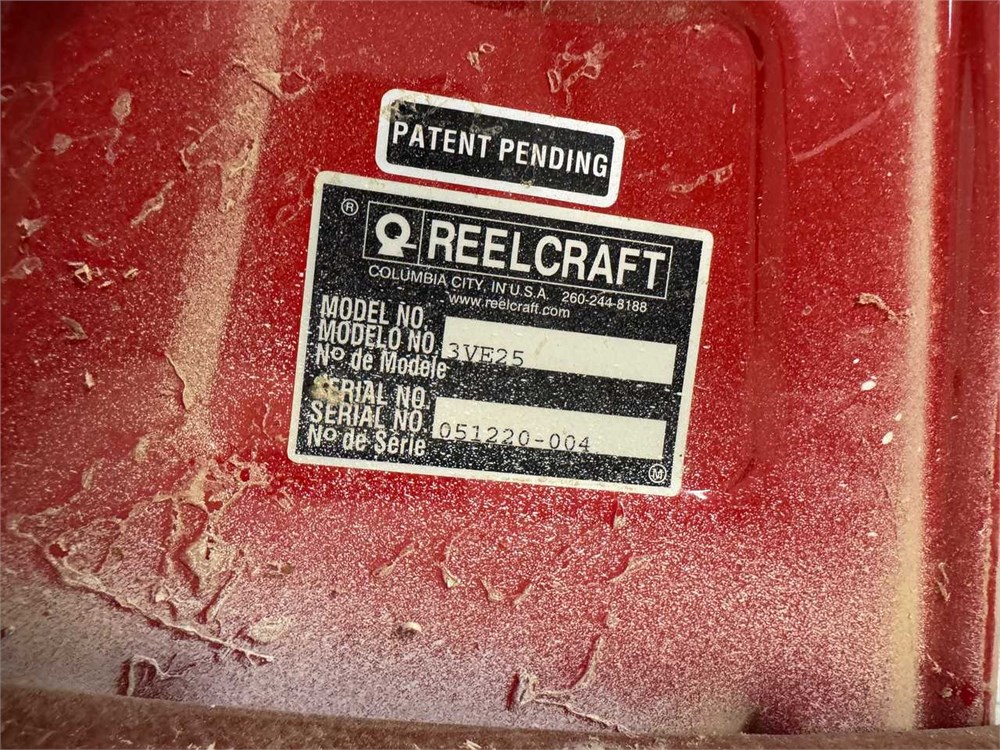 PATENT PENDING
® REELCRAFT
COLUMBIA CITY, IN U.S.A. 260-244-8188
www.reelcraft.com
MODEL NO.
MODELO NO.
Nº de Modèle
3VE25
SERIAL NO.
SERIAL NO.
Nº de Série
051220-004
M